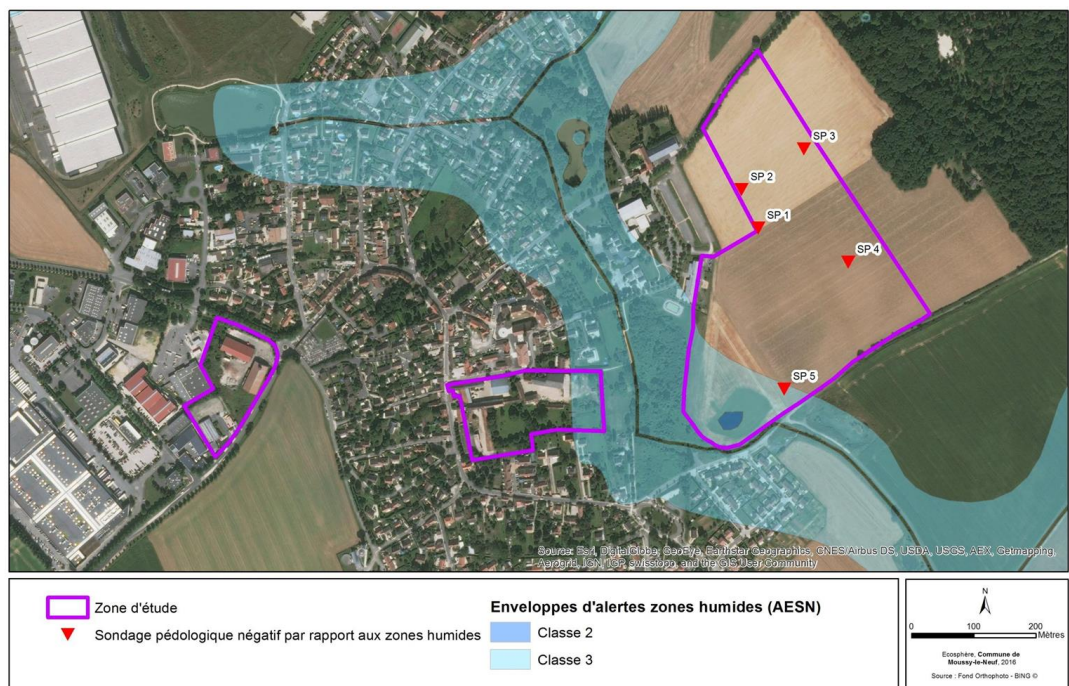 SP 3
SP 2
SP 1
SP 4
SP 5
Source: Esri, DigitalGlobe, GeoEye, Earthstar Geographics, CNES/Airbus DS, USDA, USGS, AEX, Getmapping,
Aerogrid, IGN, IGP, swisstopo, and the GIS User Community
Zone d'étude
Sondage pédologique négatif par rapport aux zones humides
Enveloppes d'alertes zones humides (AESN)
Classe 2
Classe 3
N
0 100 200
Mètres
Ecosphère, Commune de
Moussy-le-Neuf, 2016
Source : Fond Orthophoto - BING ©